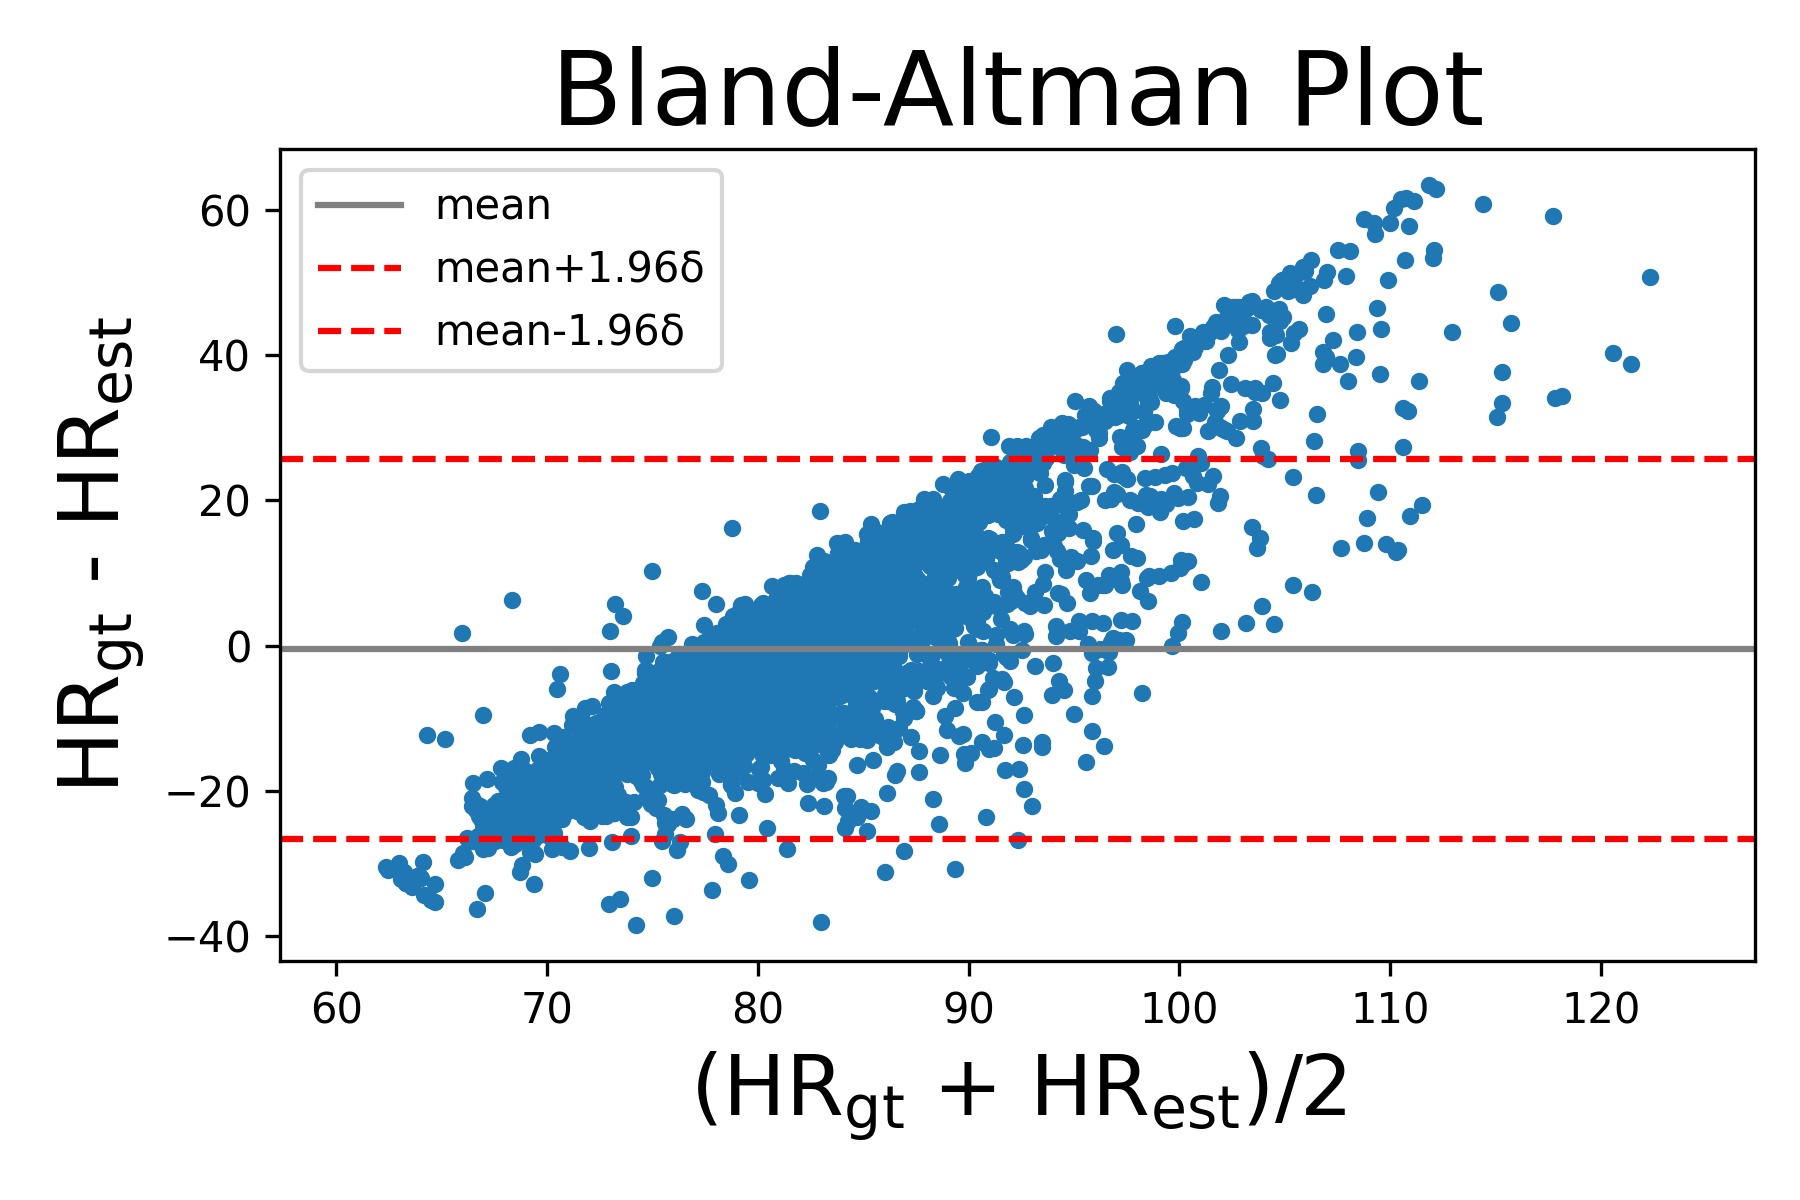 Bland-Altman Plot
mean
mean+1.96δ
mean-1.96δ
HRgt - HRest
60
40
20
0
−20
−40
60 70 80 90 100 110 120
(HRgt + HRest)/2